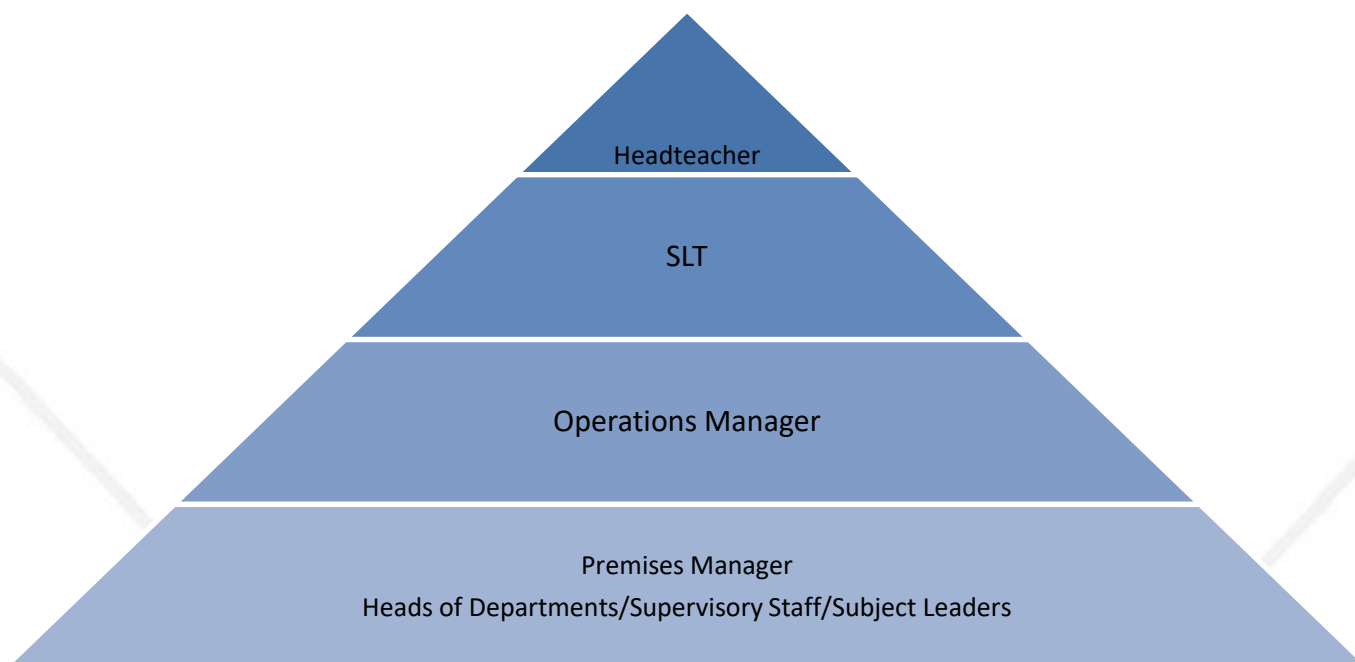 Headteacher
SLT
Operations Manager
Premises Manager
Heads of Departments/Supervisory Staff/Subject Leaders